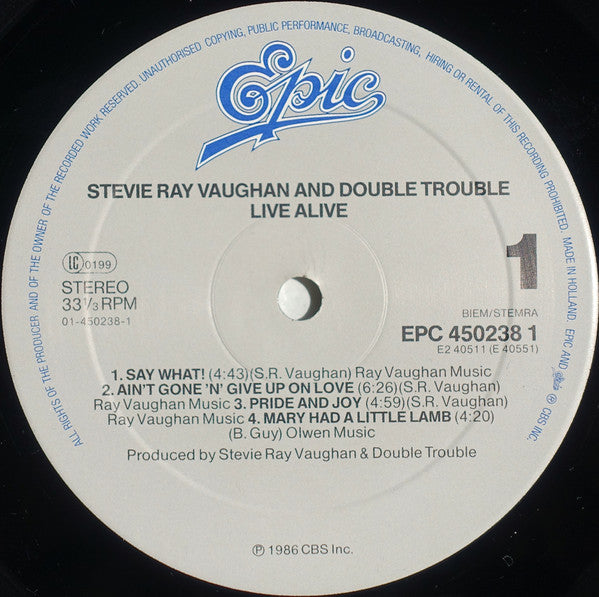 ALL RIGHTS OF THE PRODUCER AND OF THE OWNER OF THE RECORDED WORK RESERVED. UNAUTHORISED COPYING, PUBLIC PERFORMANCE, BROADCASTING, HIRING OR RENTAL OF THIS RECORDING PROHIBITED. MADE IN HOLLAND. EPIC AND Epic ℗ CBS INC.
Epic
STEVIE RAY VAUGHAN AND DOUBLE TROUBLE
LIVE ALIVE
LC 0199
STEREO
33⅓ RPM
01-450238-1
1
BIEM/STEMRA
EPC 450238 1
E2 40511 (E 40551)
1. SAY WHAT! (4:43)(S.R. Vaughan) Ray Vaughan Music
2. AIN'T GONE 'N' GIVE UP ON LOVE (6:26)(S.R. Vaughan)
Ray Vaughan Music 3. PRIDE AND JOY (4:59)(S.R. Vaughan)
Ray Vaughan Music 4. MARY HAD A LITTLE LAMB (4:20)
(B. Guy) Olwen Music
Produced by Stevie Ray Vaughan & Double Trouble
℗ 1986 CBS Inc.